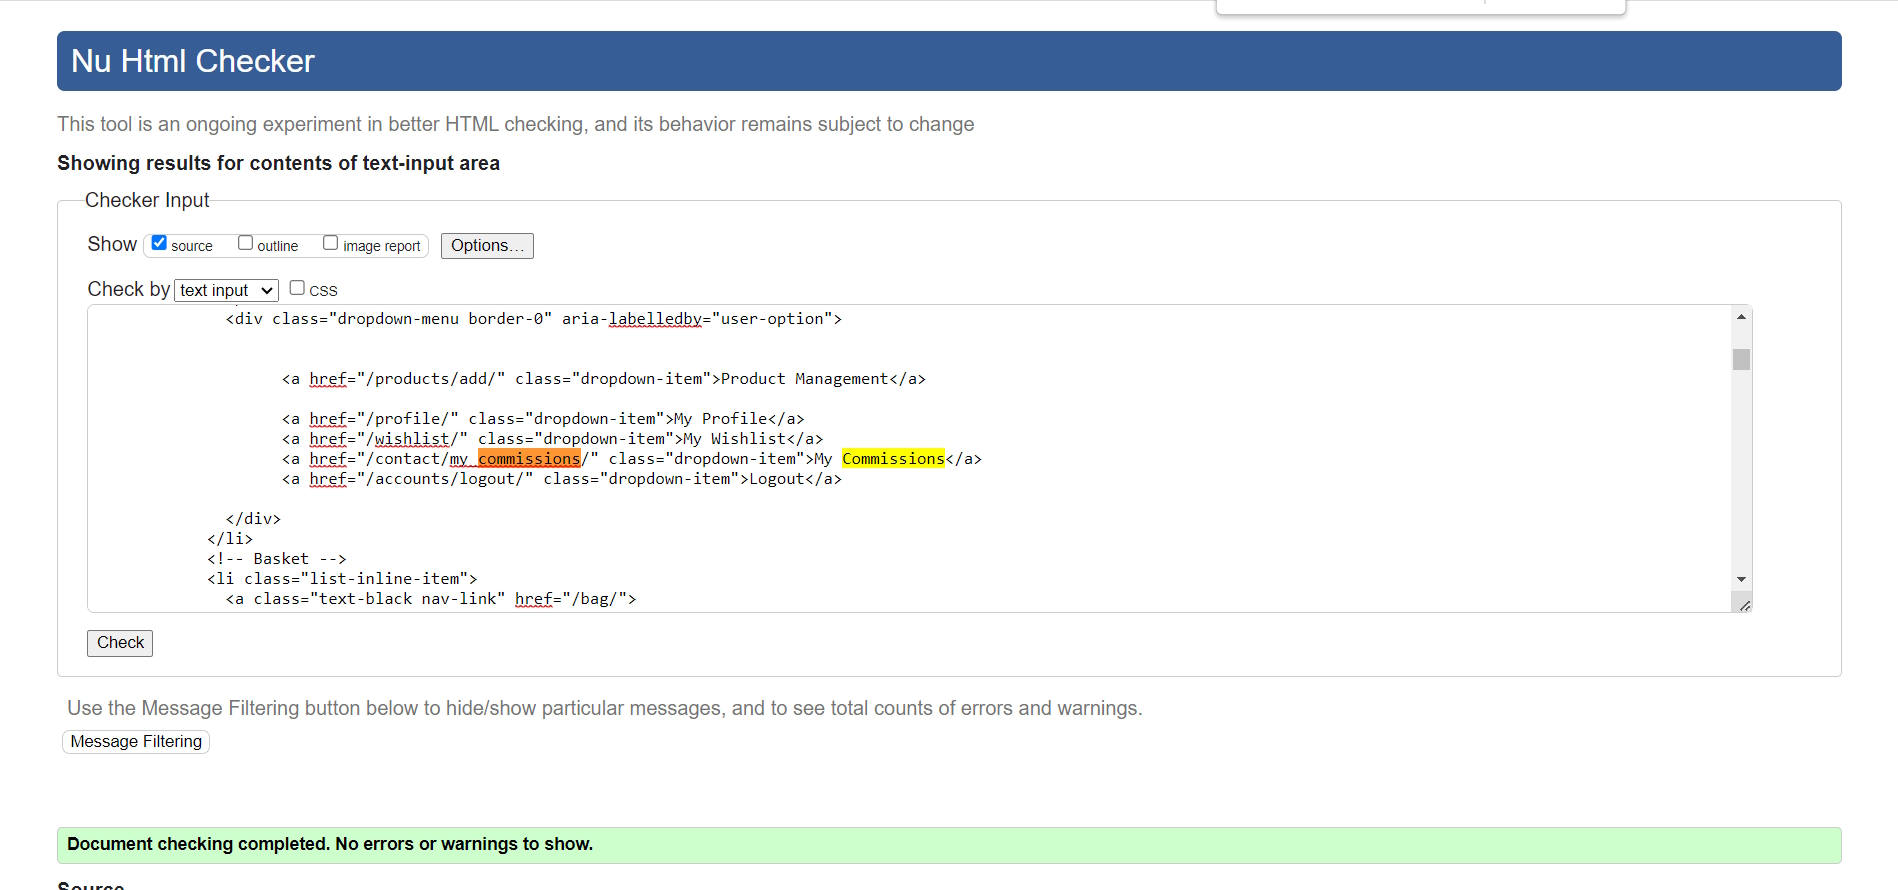 Nu Html Checker
This tool is an ongoing experiment in better HTML checking, and its behavior remains subject to change
Showing results for contents of text-input area
Checker Input
Show source outline image report Options...
Check by text input CSS
<div class="dropdown-menu border-0" aria-labelledby="user-option">
<a href="/products/add/" class="dropdown-item">Product Management</a>
<a href="/profile/" class="dropdown-item">My Profile</a>
<a href="/wishlist/" class="dropdown-item">My Wishlist</a>
<a href="/contact/my_commissions/" class="dropdown-item">My Commissions</a>
<a href="/accounts/logout/" class="dropdown-item">Logout</a>
</div>
</li>
<!-- Basket -->
<li class="list-inline-item">
<a class="text-black nav-link" href="/bag/">
Check
Use the Message Filtering button below to hide/show particular messages, and to see total counts of errors and warnings.
Message Filtering
Document checking completed. No errors or warnings to show.
Source